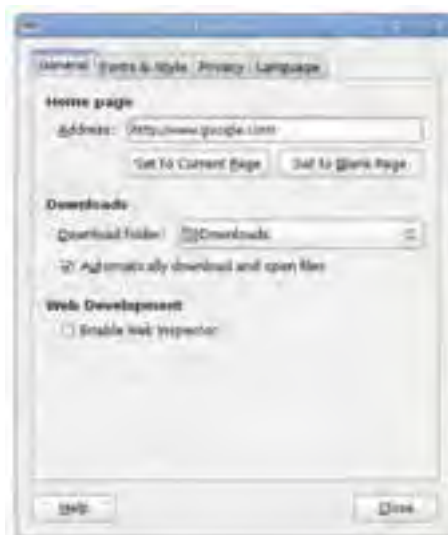 General Fonts & Style Privacy Language
Home page
Address: http://www.google.com
Set to Current Page Set to Blank Page
Downloads
Download folder: Downloads
Automatically download and open files
Web Development
Enable Web Inspector
Help Close